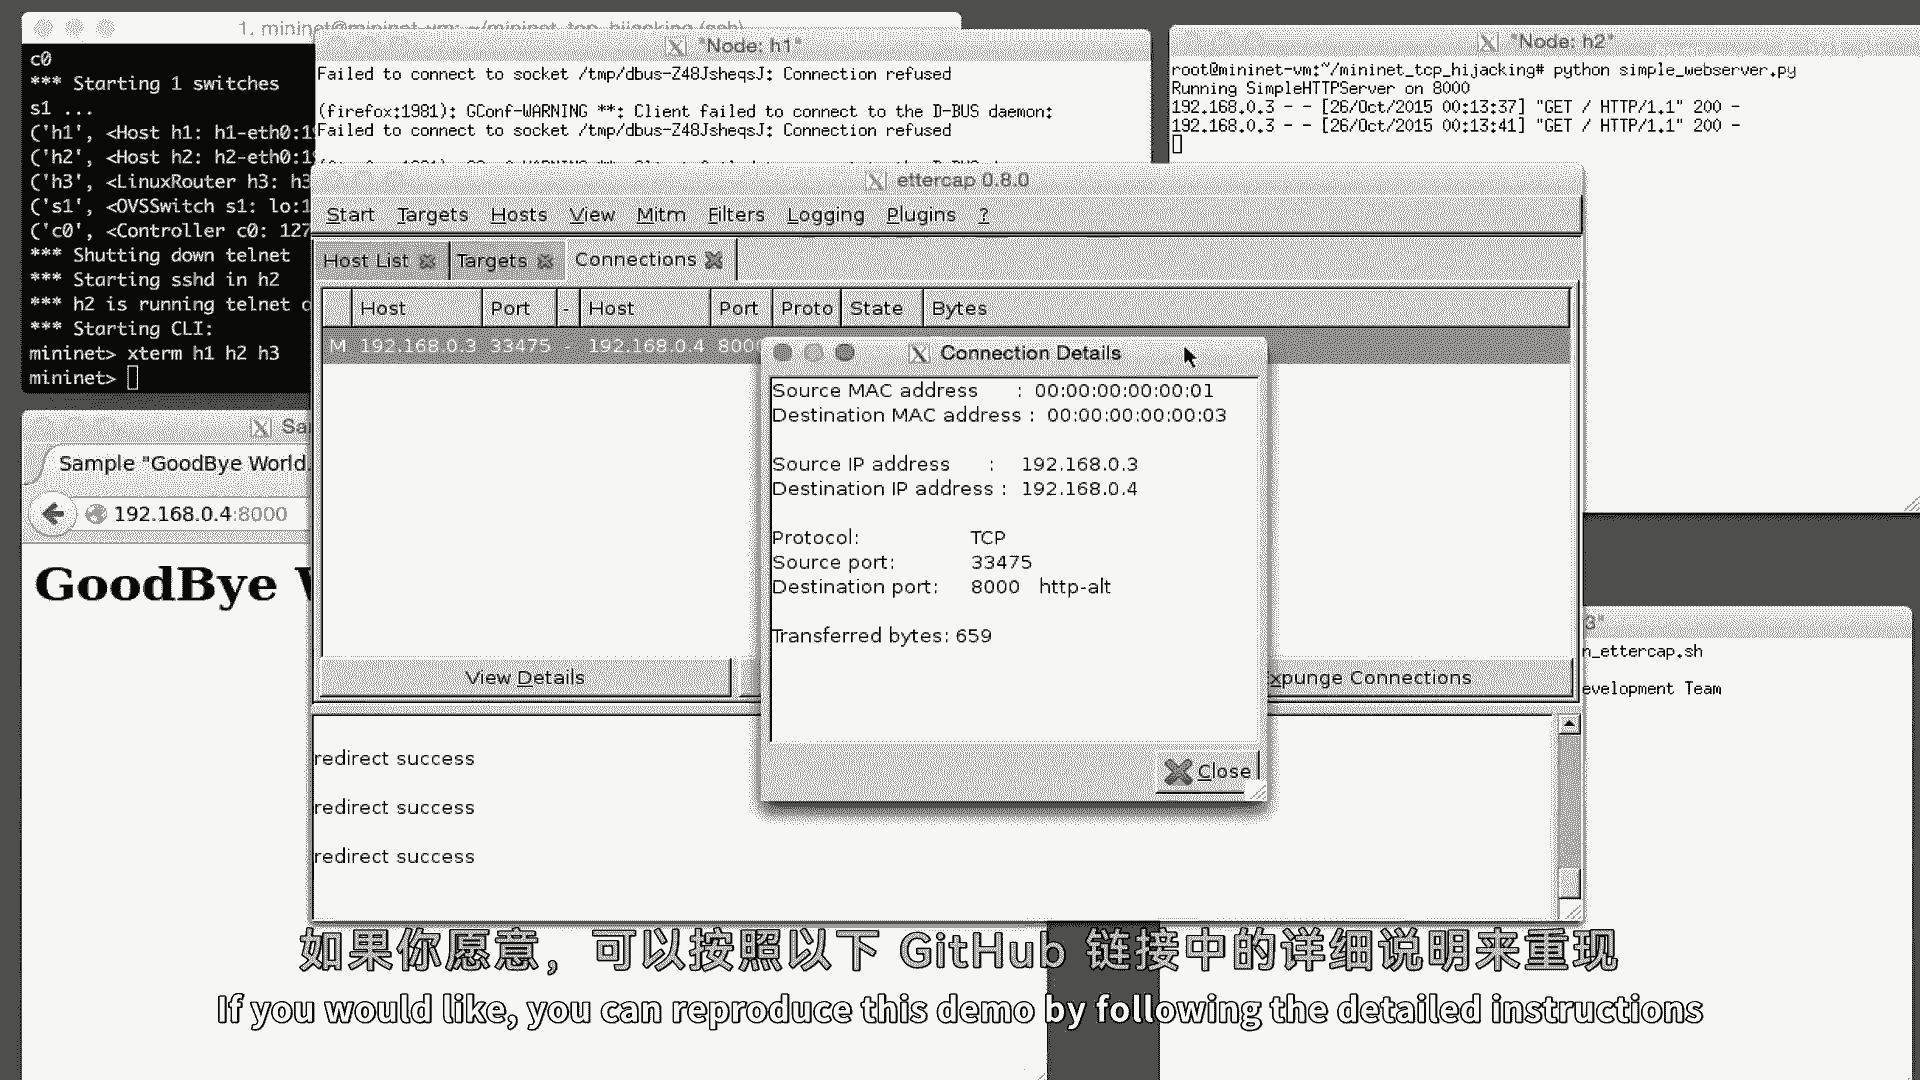 1. mininet@mininet-vm: ~/mininet_tcp_hijacking (ssh)
c0
*** Starting 1 switches
s1 ...
('h1', <Host h1: h1-eth0:19
('h2', <Host h2: h2-eth0:19
('h3', <LinuxRouter h3: h3
('s1', <OVSSwitch s1: lo:1
('c0', <Controller c0: 127
*** Shutting down telnet
*** Starting sshd in h2
*** h2 is running telnet
*** Starting CLI:
mininet> xterm h1 h2 h3
mininet>
"Node: h1"
Failed to connect to socket /tmp/dbus-Z48JsheqsJ: Connection refused
(firefox:1981): GConf-WARNING **: Client failed to connect to the D-BUS daemon:
Failed to connect to socket /tmp/dbus-Z48JsheqsJ: Connection refused
"Node: h2"
root@mininet-vm:~/mininet_tcp_hijacking# python simple_webserver.py
Running SimpleHTTPServer on 8000
192.168.0.3 - - [26/Oct/2015 00:13:37] "GET / HTTP/1.1" 200 -
192.168.0.3 - - [26/Oct/2015 00:13:41] "GET / HTTP/1.1" 200 -
ettercap 0.8.0
Start Targets Hosts View Mitm Filters Logging Plugins ?
Host List Targets Connections
Host Port - Host Port Proto State Bytes
M 192.168.0.3 33475 - 192.168.0.4 800
Connection Details
Source MAC address : 00:00:00:00:00:01
Destination MAC address : 00:00:00:00:00:03
Source IP address : 192.168.0.3
Destination IP address : 192.168.0.4
Protocol: TCP
Source port: 33475
Destination port: 8000 http-alt
Transferred bytes: 659
Close
View Details
xpunge Connections
redirect success
redirect success
redirect success
Sa
Sample "GoodBye World.
192.168.0.4:8000
GoodBye W
3"
n_ettercap.sh
evelopment Team
如果你愿意，可以按照以下 GitHub 链接中的详细说明来重现
If you would like, you can reproduce this demo by following the detailed instructions